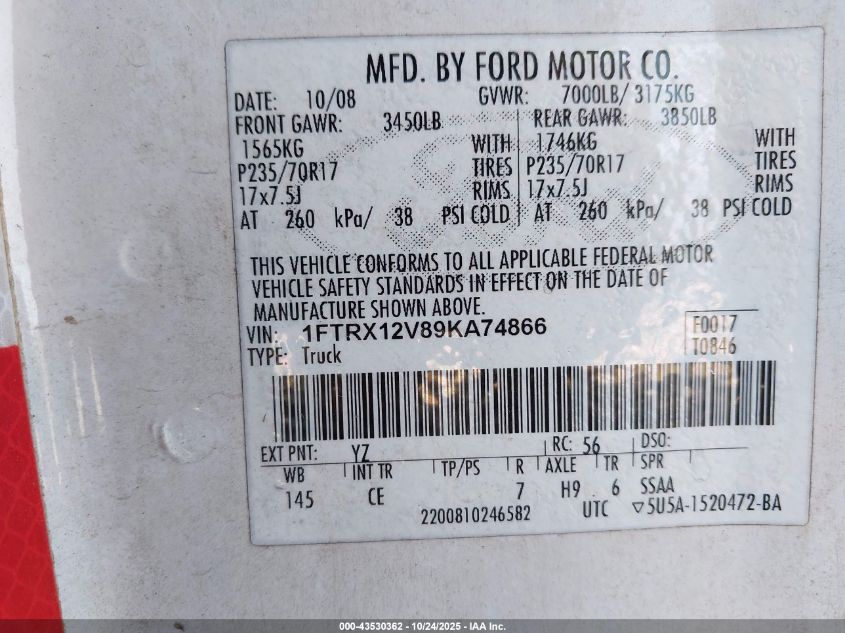 MFD. BY FORD MOTOR CO.
DATE: 10/08 GVWR: 7000LB/ 3175KG
FRONT GAWR: 3450LB REAR GAWR: 3850LB
1565KG WITH 1746KG WITH
P235/70R17 TIRES P235/70R17 TIRES
17x7.5J RIMS 17x7.5J RIMS
AT 260 kPa/ 38 PSI COLD AT 260 kPa/ 38 PSI COLD
THIS VEHICLE CONFORMS TO ALL APPLICABLE FEDERAL MOTOR
VEHICLE SAFETY STANDARDS IN EFFECT ON THE DATE OF
MANUFACTURE SHOWN ABOVE.
VIN: 1FTRX12V89KA74866 F0017
TYPE: Truck T0846
EXT PNT: YZ RC: 56 DSO:
WB INT TR TP/PS R AXLE TR SPR
145 CE 7 H9 6 SSAA
2200810246582 UTC ▽5U5A-1520472-BA
000-43530362 • 10/24/2025 • IAA Inc.